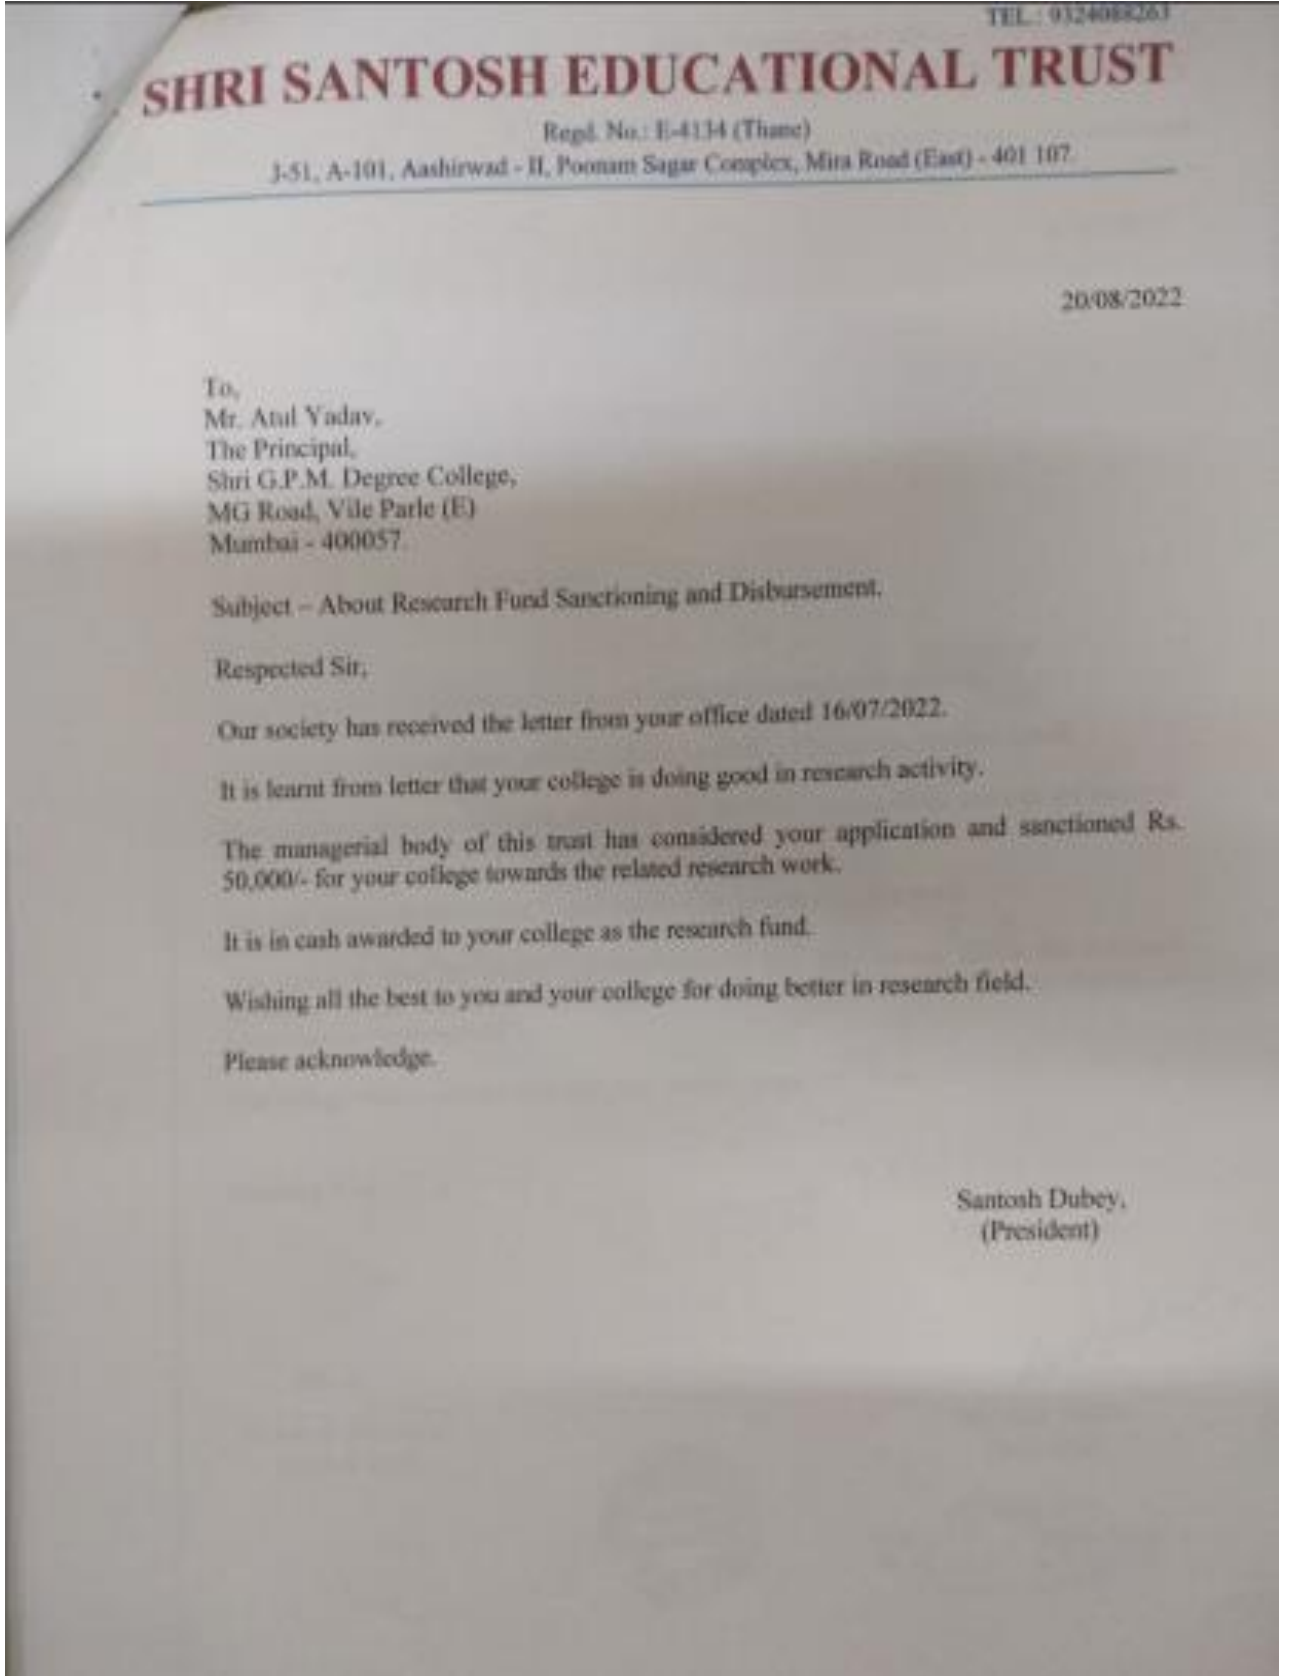 TEL.: 9324088263
SHRI SANTOSH EDUCATIONAL TRUST
Regd. No.: E-4134 (Thane)
J-51, A-101, Aashirwad - II, Poonam Sagar Complex, Mira Road (East) - 401 107
20/08/2022
To,
Mr. Atul Yadav,
The Principal,
Shri G.P.M. Degree College,
MG Road, Vile Parle (E)
Mumbai - 400057.
Subject – About Research Fund Sanctioning and Disbursement.
Respected Sir,
Our society has received the letter from your office dated 16/07/2022.
It is learnt from letter that your college is doing good in research activity.
The managerial body of this trust has considered your application and sanctioned Rs.
50,000/- for your college towards the related research work.
It is in cash awarded to your college as the research fund.
Wishing all the best to you and your college for doing better in research field.
Please acknowledge.
Santosh Dubey,
(President)